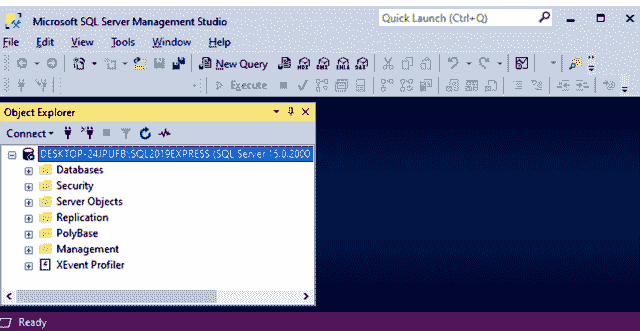 Microsoft SQL Server Management Studio
Quick Launch (Ctrl+Q)
File Edit View Tools Window Help
New Query
Execute
Object Explorer
Connect
DESKTOP-24JPUFB\SQL2019EXPRESS (SQL Server 15.0.2000
Databases
Security
Server Objects
Replication
PolyBase
Management
XEvent Profiler
Ready